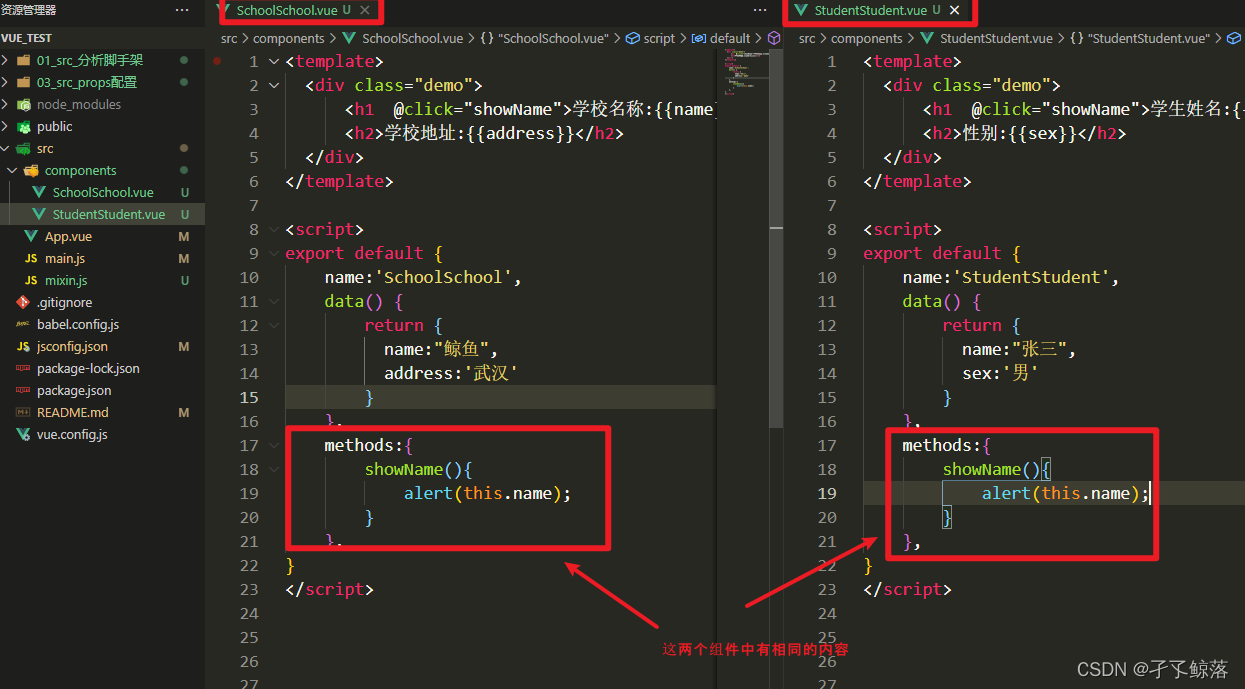 资源管理器 ···
VUE_TEST
01_src_分析脚手架
03_src_props配置
node_modules
public
src
components
SchoolSchool.vue U
StudentStudent.vue U
App.vue M
main.js M
mixin.js U
.gitignore
babel.config.js
jsconfig.json M
package-lock.json
package.json
README.md M
vue.config.js
SchoolSchool.vue U ×
···
src > components > SchoolSchool.vue > {} "SchoolSchool.vue" > script > default >
1 <template>
2 <div class="demo">
3 <h1 @click="showName">学校名称:{{name
4 <h2>学校地址:{{address}}</h2>
5 </div>
6 </template>
7
8 <script>
9 export default {
10 name:'SchoolSchool',
11 data() {
12 return {
13 name:"鲸鱼",
14 address:'武汉'
15 }
16 },
17 methods:{
18 showName(){
19 alert(this.name);
20 }
21 },
22 }
23 </script>
24
25
26
27
StudentStudent.vue U ×
src > components > StudentStudent.vue > {} "StudentStudent.vue" >
1 <template>
2 <div class="demo">
3 <h1 @click="showName">学生姓名:{
4 <h2>性别:{{sex}}</h2>
5 </div>
6 </template>
7
8 <script>
9 export default {
10 name:'StudentStudent',
11 data() {
12 return {
13 name:"张三",
14 sex:'男'
15 }
16 },
17 methods:{
18 showName(){
19 alert(this.name);
20 }
21 },
22 }
23 </script>
24
25
26
27
这两个组件中有相同的内容
CSDN @孑孓鲸落